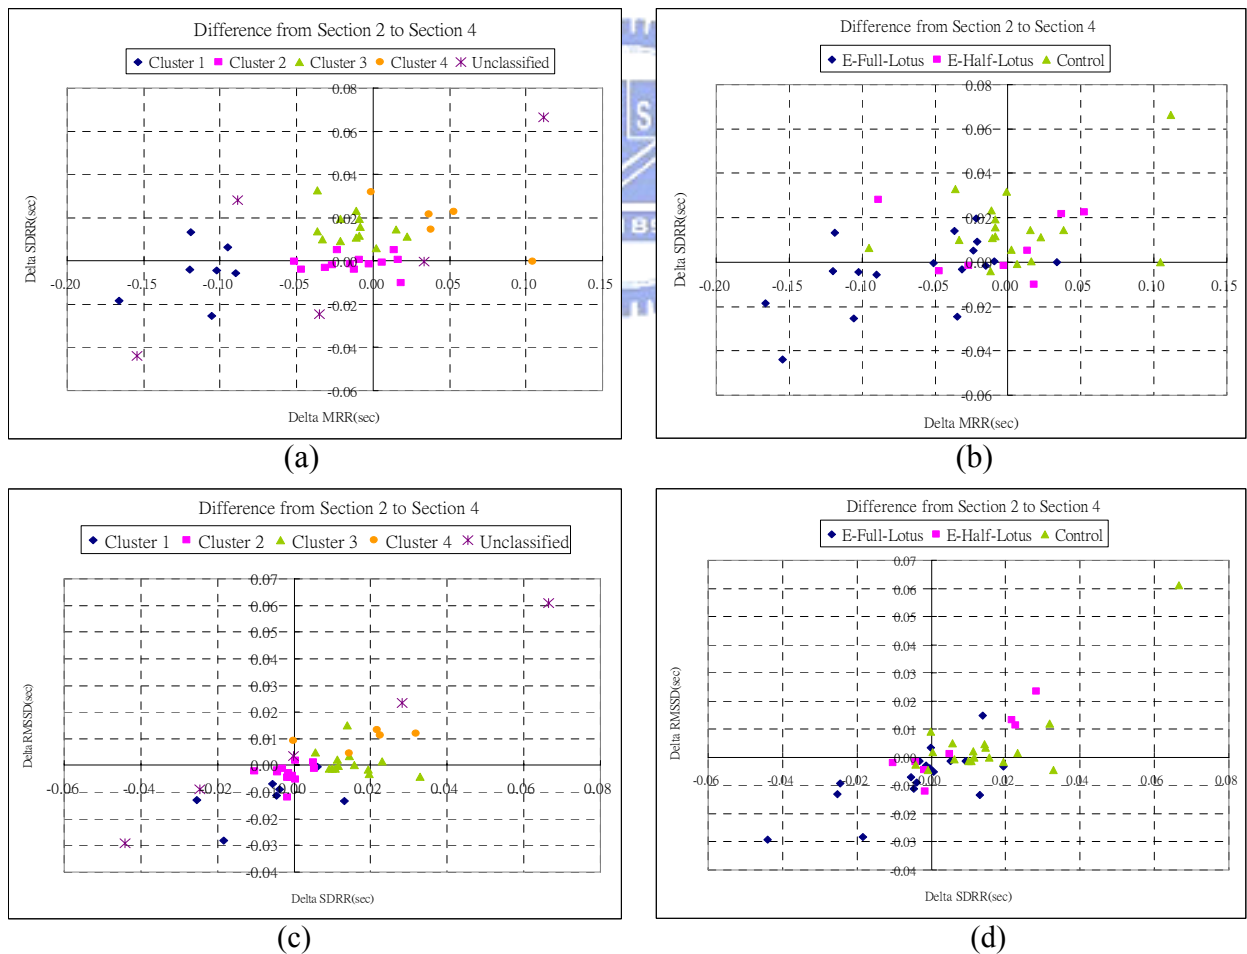 Difference from Section 2 to Section 4
Cluster 1 Cluster 2 Cluster 3 Cluster 4 Unclassified
0.08
0.06
0.04
0.02
0.00
-0.02
-0.04
-0.06
-0.20 -0.15 -0.10 -0.05 0.00 0.05 0.10 0.15
Delta SDRR(sec)
Delta MRR(sec)
(a)
S
89
Difference from Section 2 to Section 4
E-Full-Lotus E-Half-Lotus Control
0.08
0.06
0.04
0.02
0.00
-0.02
-0.04
-0.06
-0.20 -0.15 -0.10 -0.05 0.00 0.05 0.10 0.15
Delta SDRR(sec)
Delta MRR(sec)
(b)
Difference from Section 2 to Section 4
Cluster 1 Cluster 2 Cluster 3 Cluster 4 Unclassified
0.07
0.06
0.05
0.04
0.03
0.02
0.01
0.00
-0.01
-0.02
-0.03
-0.04
-0.06 -0.04 -0.02 0.00 0.02 0.04 0.06 0.08
Delta RMSSD(sec)
Delta SDRR(sec)
(c)
Difference from Section 2 to Section 4
E-Full-Lotus E-Half-Lotus Control
0.07
0.06
0.05
0.04
0.03
0.02
0.01
0.00
-0.01
-0.02
-0.03
-0.04
-0.06 -0.04 -0.02 0.00 0.02 0.04 0.06 0.08
Delta RMSSD(sec)
Delta SDRR(sec)
(d)